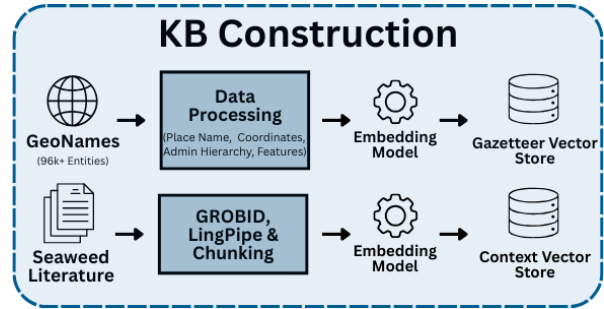 KB Construction
GeoNames
(96k+ Entities)
Data
Processing
(Place Name, Coordinates,
Admin Hierarchy, Features)
Embedding
Model
Gazetteer Vector
Store
Seaweed
Literature
GROBID,
LingPipe &
Chunking
Embedding
Model
Context Vector
Store